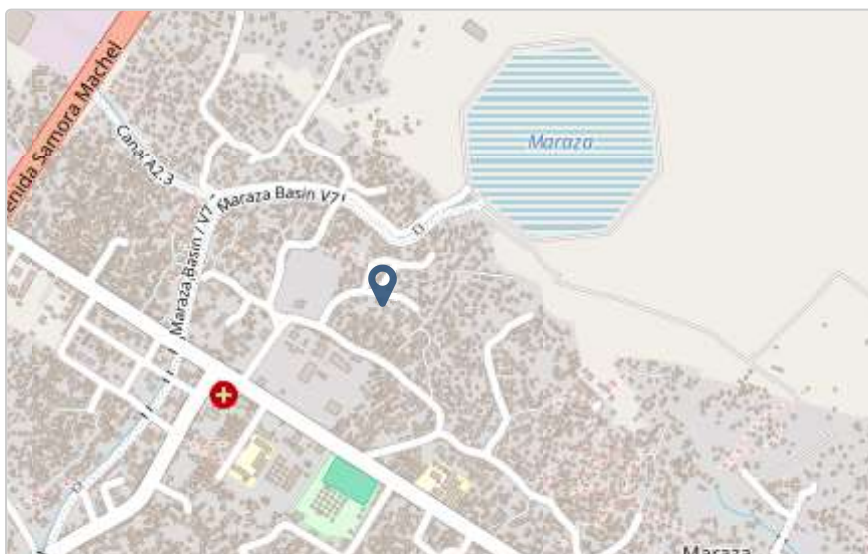 enida Samora Machel
Canal A2.3
Maraza Basin V7
Maraza Basin / V7
Maraza
Maraza